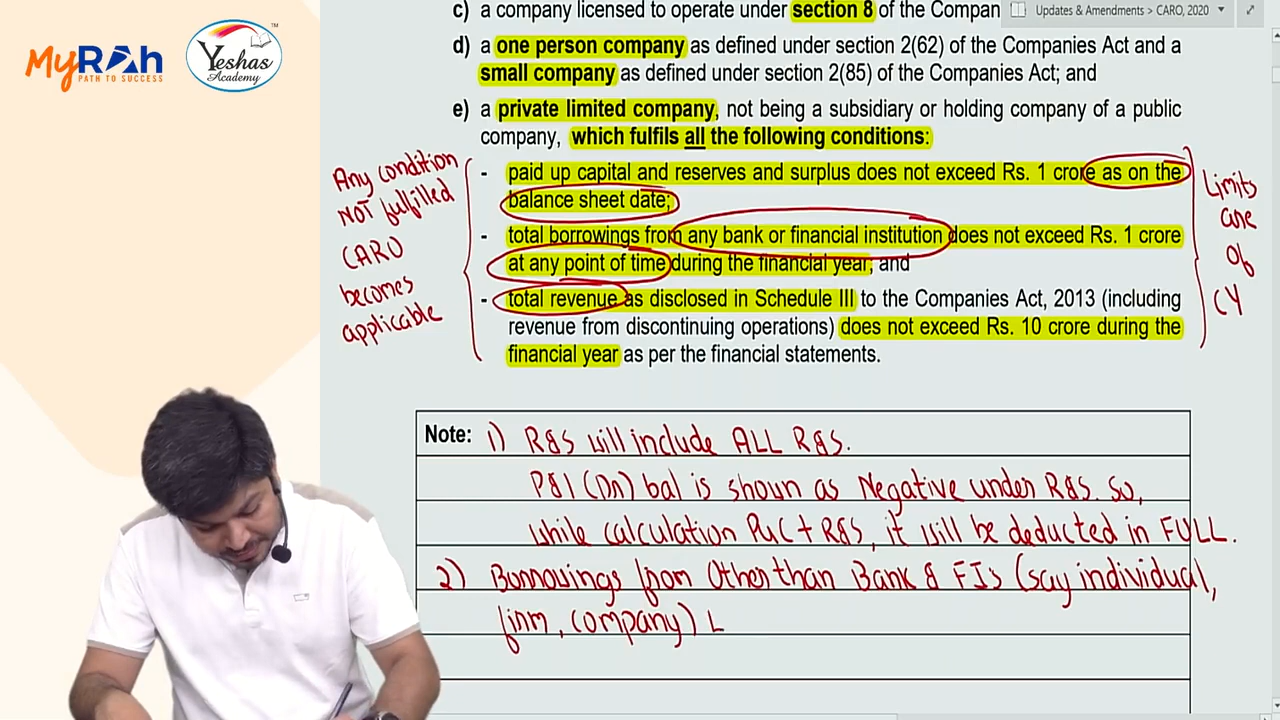 c) a company licensed to operate under section 8 of the Compan
Updates & Amendments > CARO, 2020
MyRAh
PATH TO SUCCESS
Yeshas
Academy
TM
d) a one person company as defined under section 2(62) of the Companies Act and a
small company as defined under section 2(85) of the Companies Act; and
e) a private limited company, not being a subsidiary or holding company of a public
company, which fulfils all the following conditions:
Any condition
NOT fulfilled
CARO
becomes
applicable
- paid up capital and reserves and surplus does not exceed Rs. 1 crore as on the
balance sheet date;
- total borrowings from any bank or financial institution does not exceed Rs. 1 crore
at any point of time during the financial year; and
- total revenue as disclosed in Schedule III to the Companies Act, 2013 (including
revenue from discontinuing operations) does not exceed Rs. 10 crore during the
financial year as per the financial statements.
Limits
are
of
CY
Note: 1) R&S will include ALL R&S.
P&l (Dr) bal is shown as Negative under R&S. So,
while calculation PUC + R&S, it will be deducted in FULL.
2) Borrowings from Other than Bank & FIs (say individual,
firm, company)